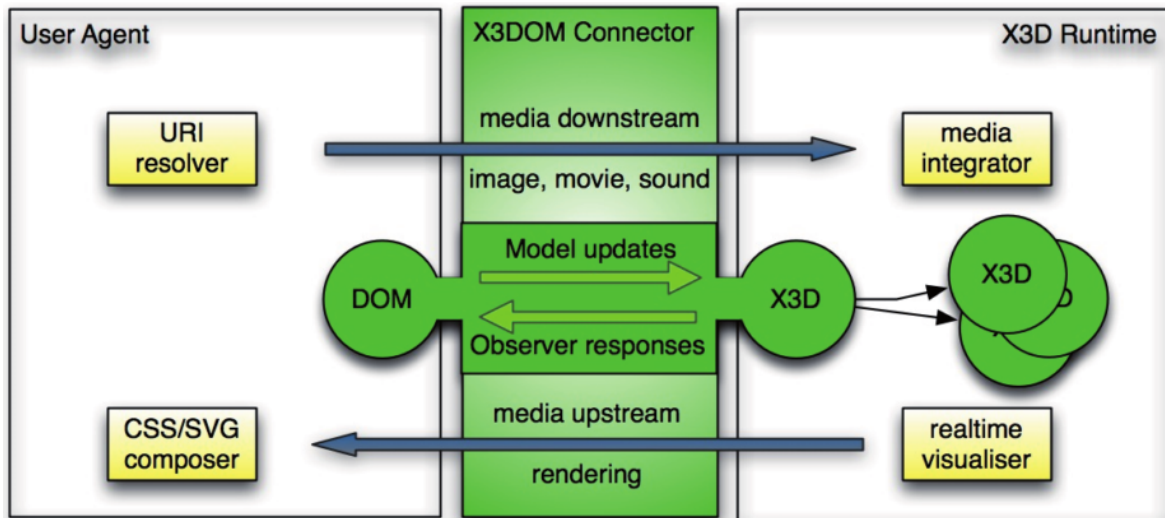 User Agent
X3DOM Connector
X3D Runtime
URI
resolver
media downstream
image, movie, sound
media
integrator
DOM
Model updates
Observer responses
X3D
X3D
D
CSS/SVG
composer
media upstream
rendering
realtime
visualiser